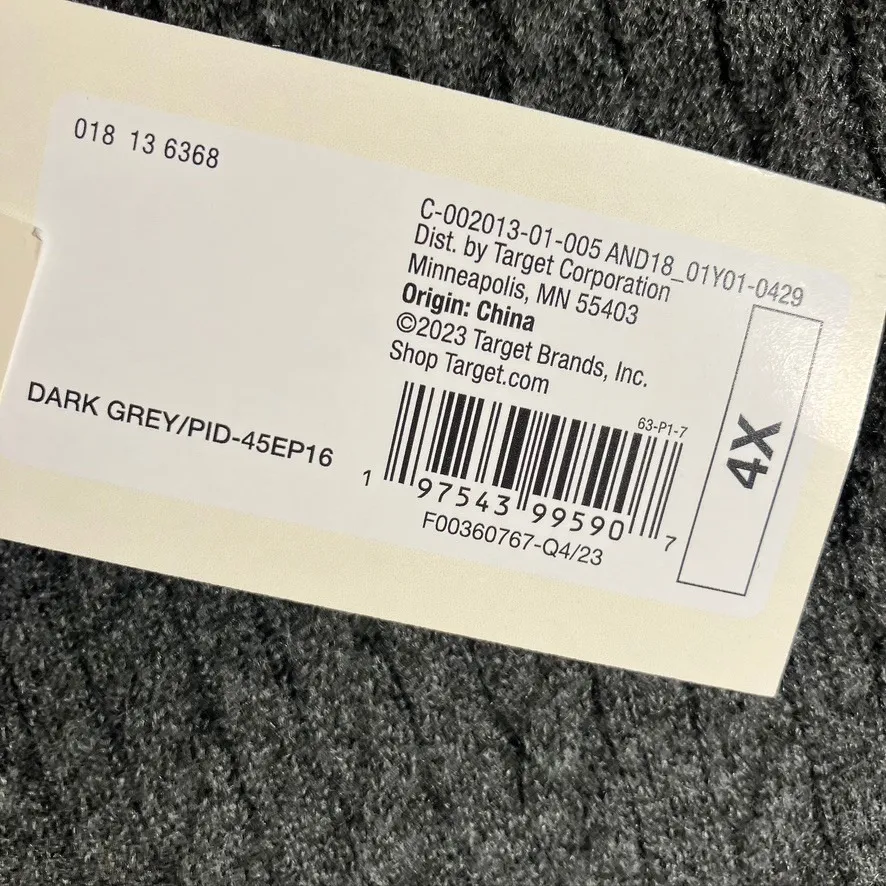 018 13 6368
C-002013-01-005 AND18_01Y01-0429
Dist. by Target Corporation
Minneapolis, MN 55403
Origin: China
©2023 Target Brands, Inc.
Shop Target.com
DARK GREY/PID-45EP16
63-P1-7
1 97543 99590 7
F00360767-Q4/23
4X